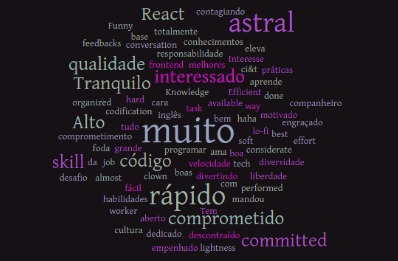 React contagiando
astral
Funny totalmente
base conhecimentos
feedbacks conversation eleva
responsabilidade
qualidade frontend melhores Interesse
ci&t práticas
Tranquilo interessado aprende
Knowledge Efficient done
organized hard cara available way companheiro
codification task motivado
Alto tudo inglês muito bem haha lo-fi engraçado
comprometimento soft best effort
foda grande programar ama boa considerate
skill da job código velocidade tech diversidade
desafio almost clown boas divertindo liberdade
fácil rápido com performed
habilidades mandou
worker aberto Tem comprometido
cultura dedicado descontraído committed
empenhado lightness